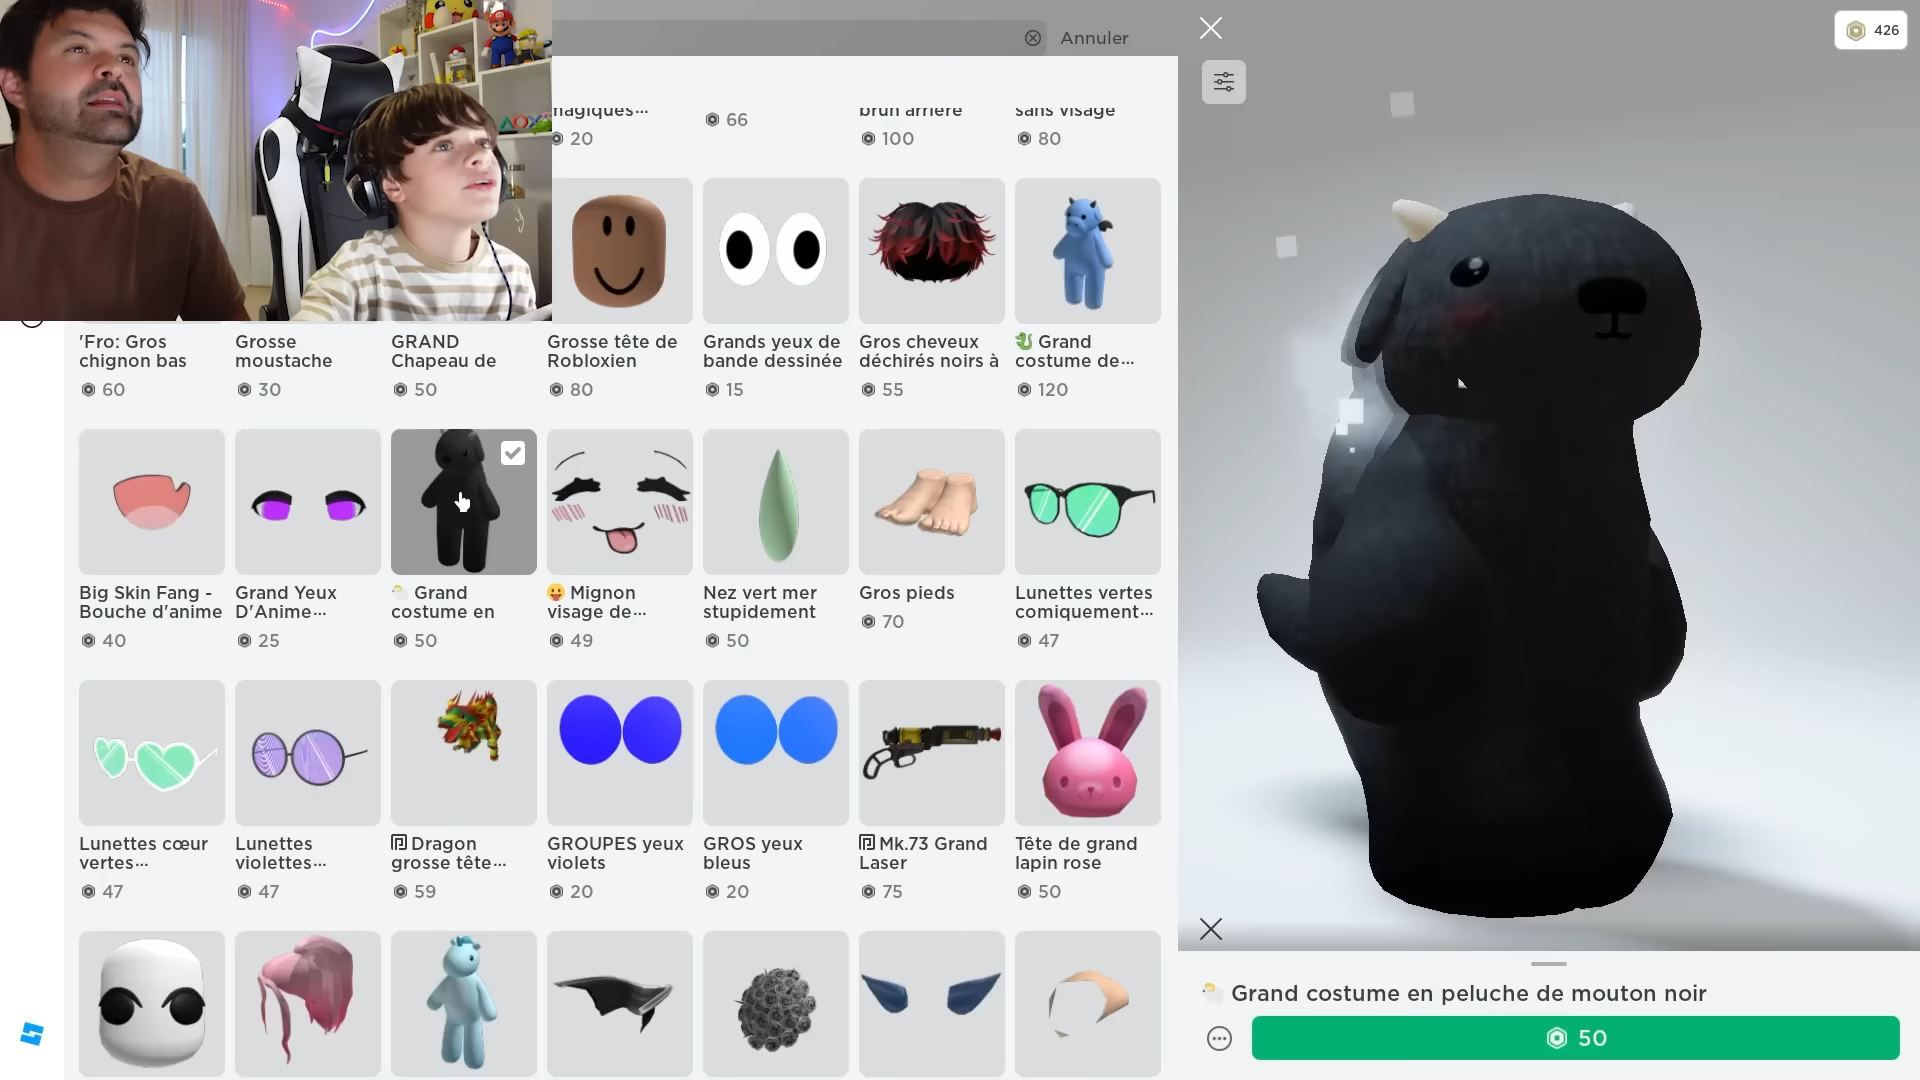 Annuler
426
magiques...
brun arrière
sans visage
20
66
100
80
'Fro: Gros
chignon bas
60
Grosse
moustache
30
GRAND
Chapeau de
50
Grosse tête de
Robloxien
80
Grands yeux de
bande dessinée
15
Gros cheveux
déchirés noirs à
55
Grand
costume de...
120
Big Skin Fang -
Bouche d'anime
40
Grand Yeux
D'Anime...
25
Grand
costume en
50
Mignon
visage de...
49
Nez vert mer
stupidement
50
Gros pieds
70
Lunettes vertes
comiquement...
47
Lunettes cœur
vertes...
47
Lunettes
violettes...
47
Dragon
grosse tête...
59
GROUPES yeux
violets
20
GROS yeux
bleus
20
Mk.73 Grand
Laser
75
Tête de grand
lapin rose
50
Grand costume en peluche de mouton noir
50